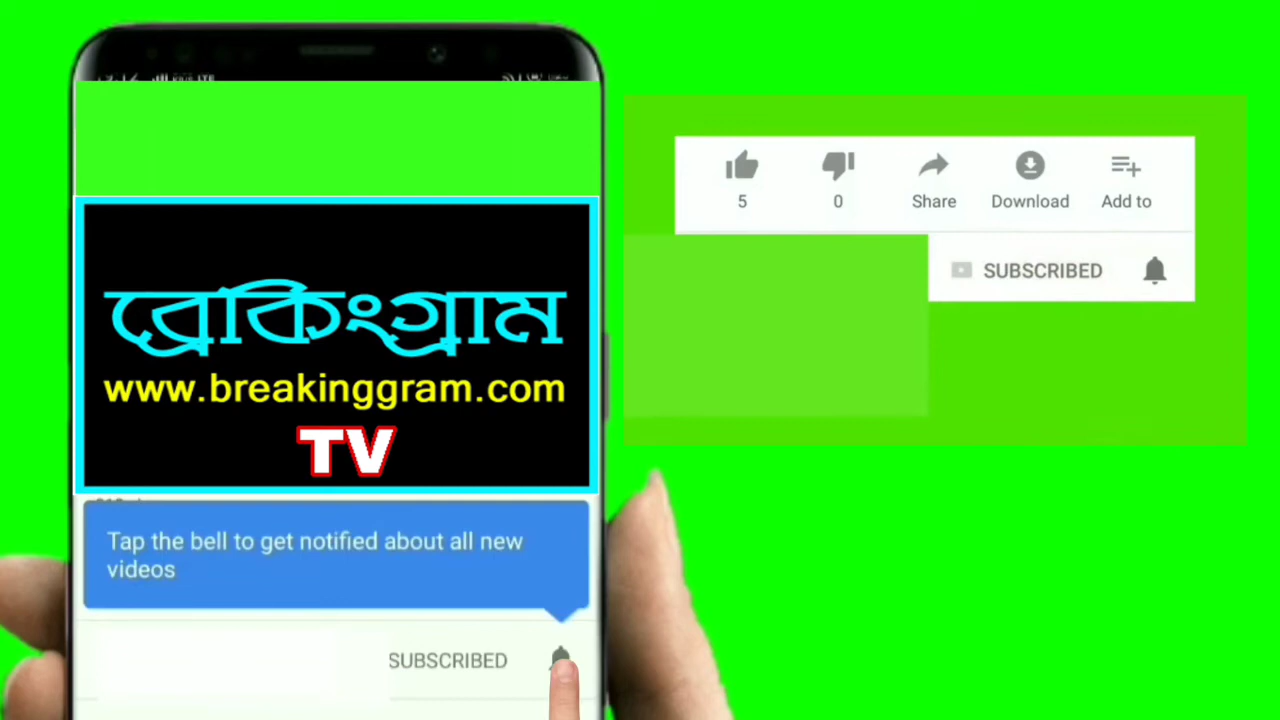 ব্রেকিংগ্রাম
www.breakinggram.com
TV
Tap the bell to get notified about all new
videos
SUBSCRIBED
5
0
Share
Download
Add to
SUBSCRIBED